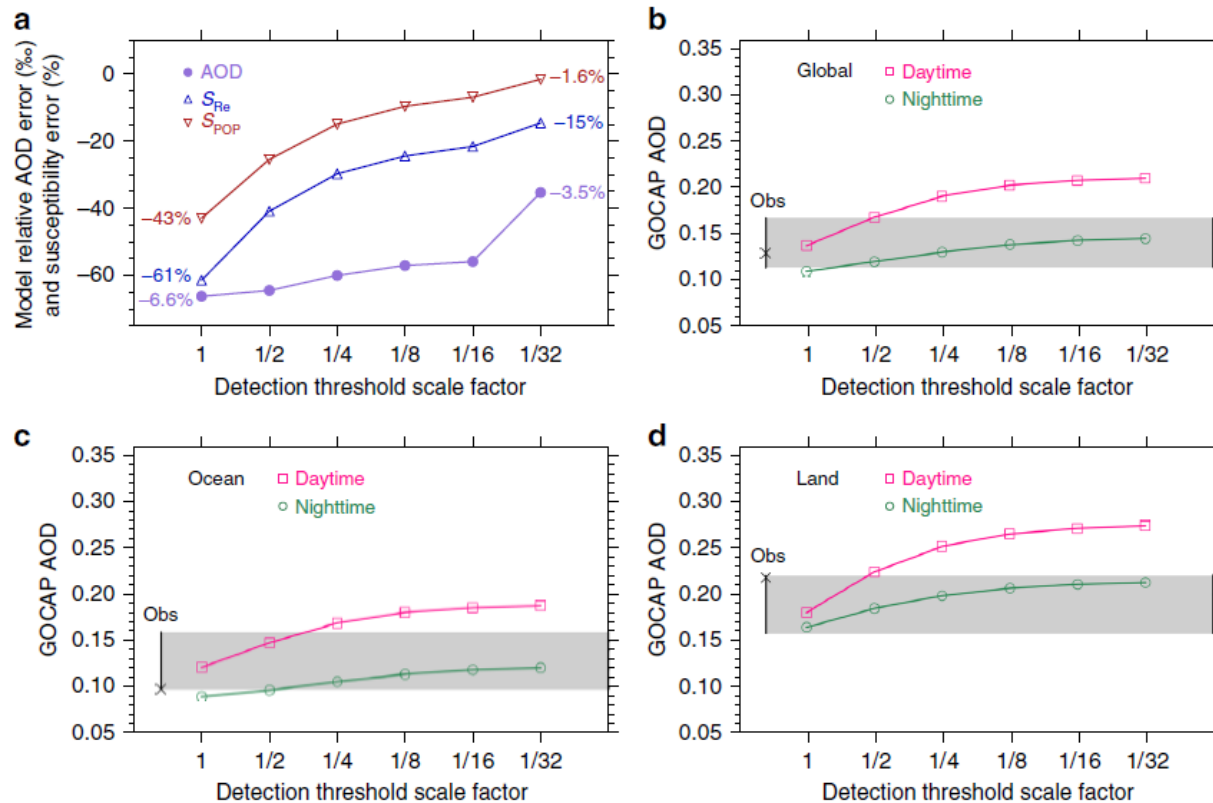 a
Model relative AOD error (‰)
and susceptibility error (%)
0
−20
−40
−60
AOD
S_Re
S_POP
−43%
−61%
−6.6%
−1.6%
−15%
−3.5%
1 1/2 1/4 1/8 1/16 1/32
Detection threshold scale factor
b
GOCAP AOD
0.35
0.30
0.25
0.20
0.15
0.10
0.05
Global
Daytime
Nighttime
Obs
1 1/2 1/4 1/8 1/16 1/32
Detection threshold scale factor
c
GOCAP AOD
0.35
0.30
0.25
0.20
0.15
0.10
0.05
Ocean
Daytime
Nighttime
Obs
1 1/2 1/4 1/8 1/16 1/32
Detection threshold scale factor
d
GOCAP AOD
0.35
0.30
0.25
0.20
0.15
0.10
0.05
Land
Daytime
Nighttime
Obs
1 1/2 1/4 1/8 1/16 1/32
Detection threshold scale factor